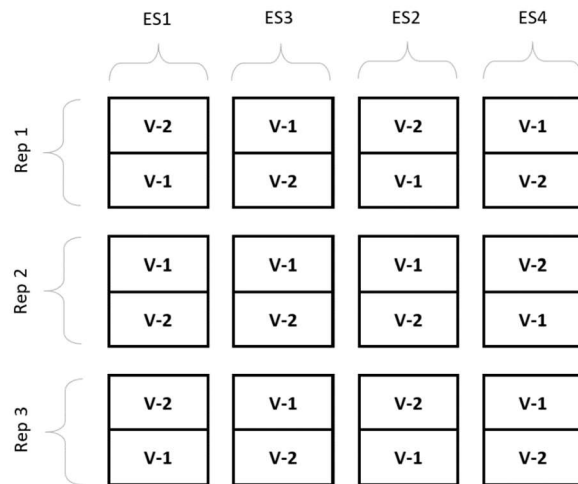 ES1 ES3 ES2 ES4
Rep 1
V-2 V-1 V-2 V-1
V-1 V-2 V-1 V-2
Rep 2
V-1 V-1 V-1 V-2
V-2 V-2 V-2 V-1
Rep 3
V-2 V-1 V-2 V-1
V-1 V-2 V-1 V-2